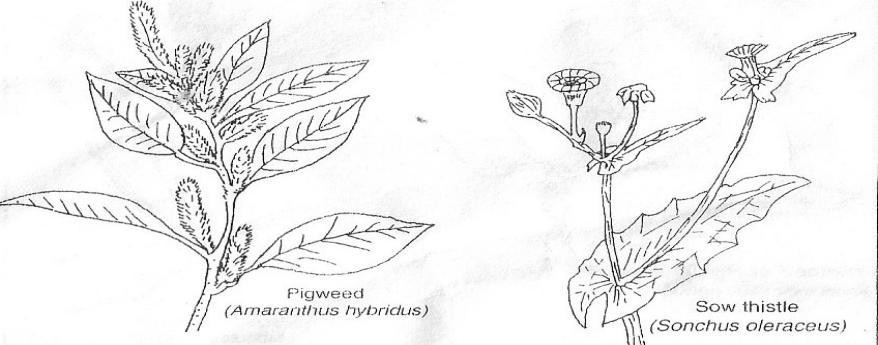 Pigweed
(Amaranthus hybridus)
Sow thistle
(Sonchus oleraceus)